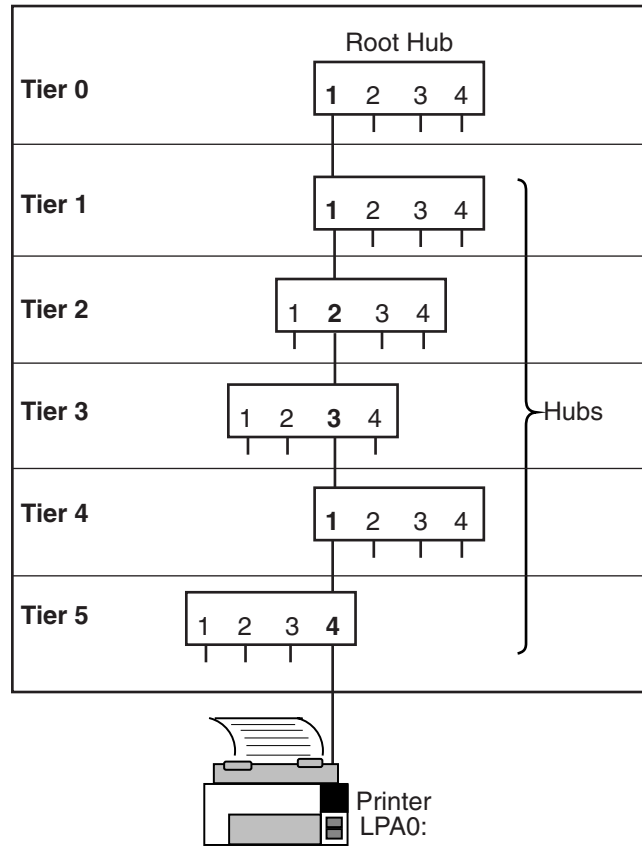 Root Hub
Tier 0
1 2 3 4
Tier 1
1 2 3 4
Tier 2
1 2 3 4
Tier 3
1 2 3 4
Hubs
Tier 4
1 2 3 4
Tier 5
1 2 3 4
Printer
LPA0: